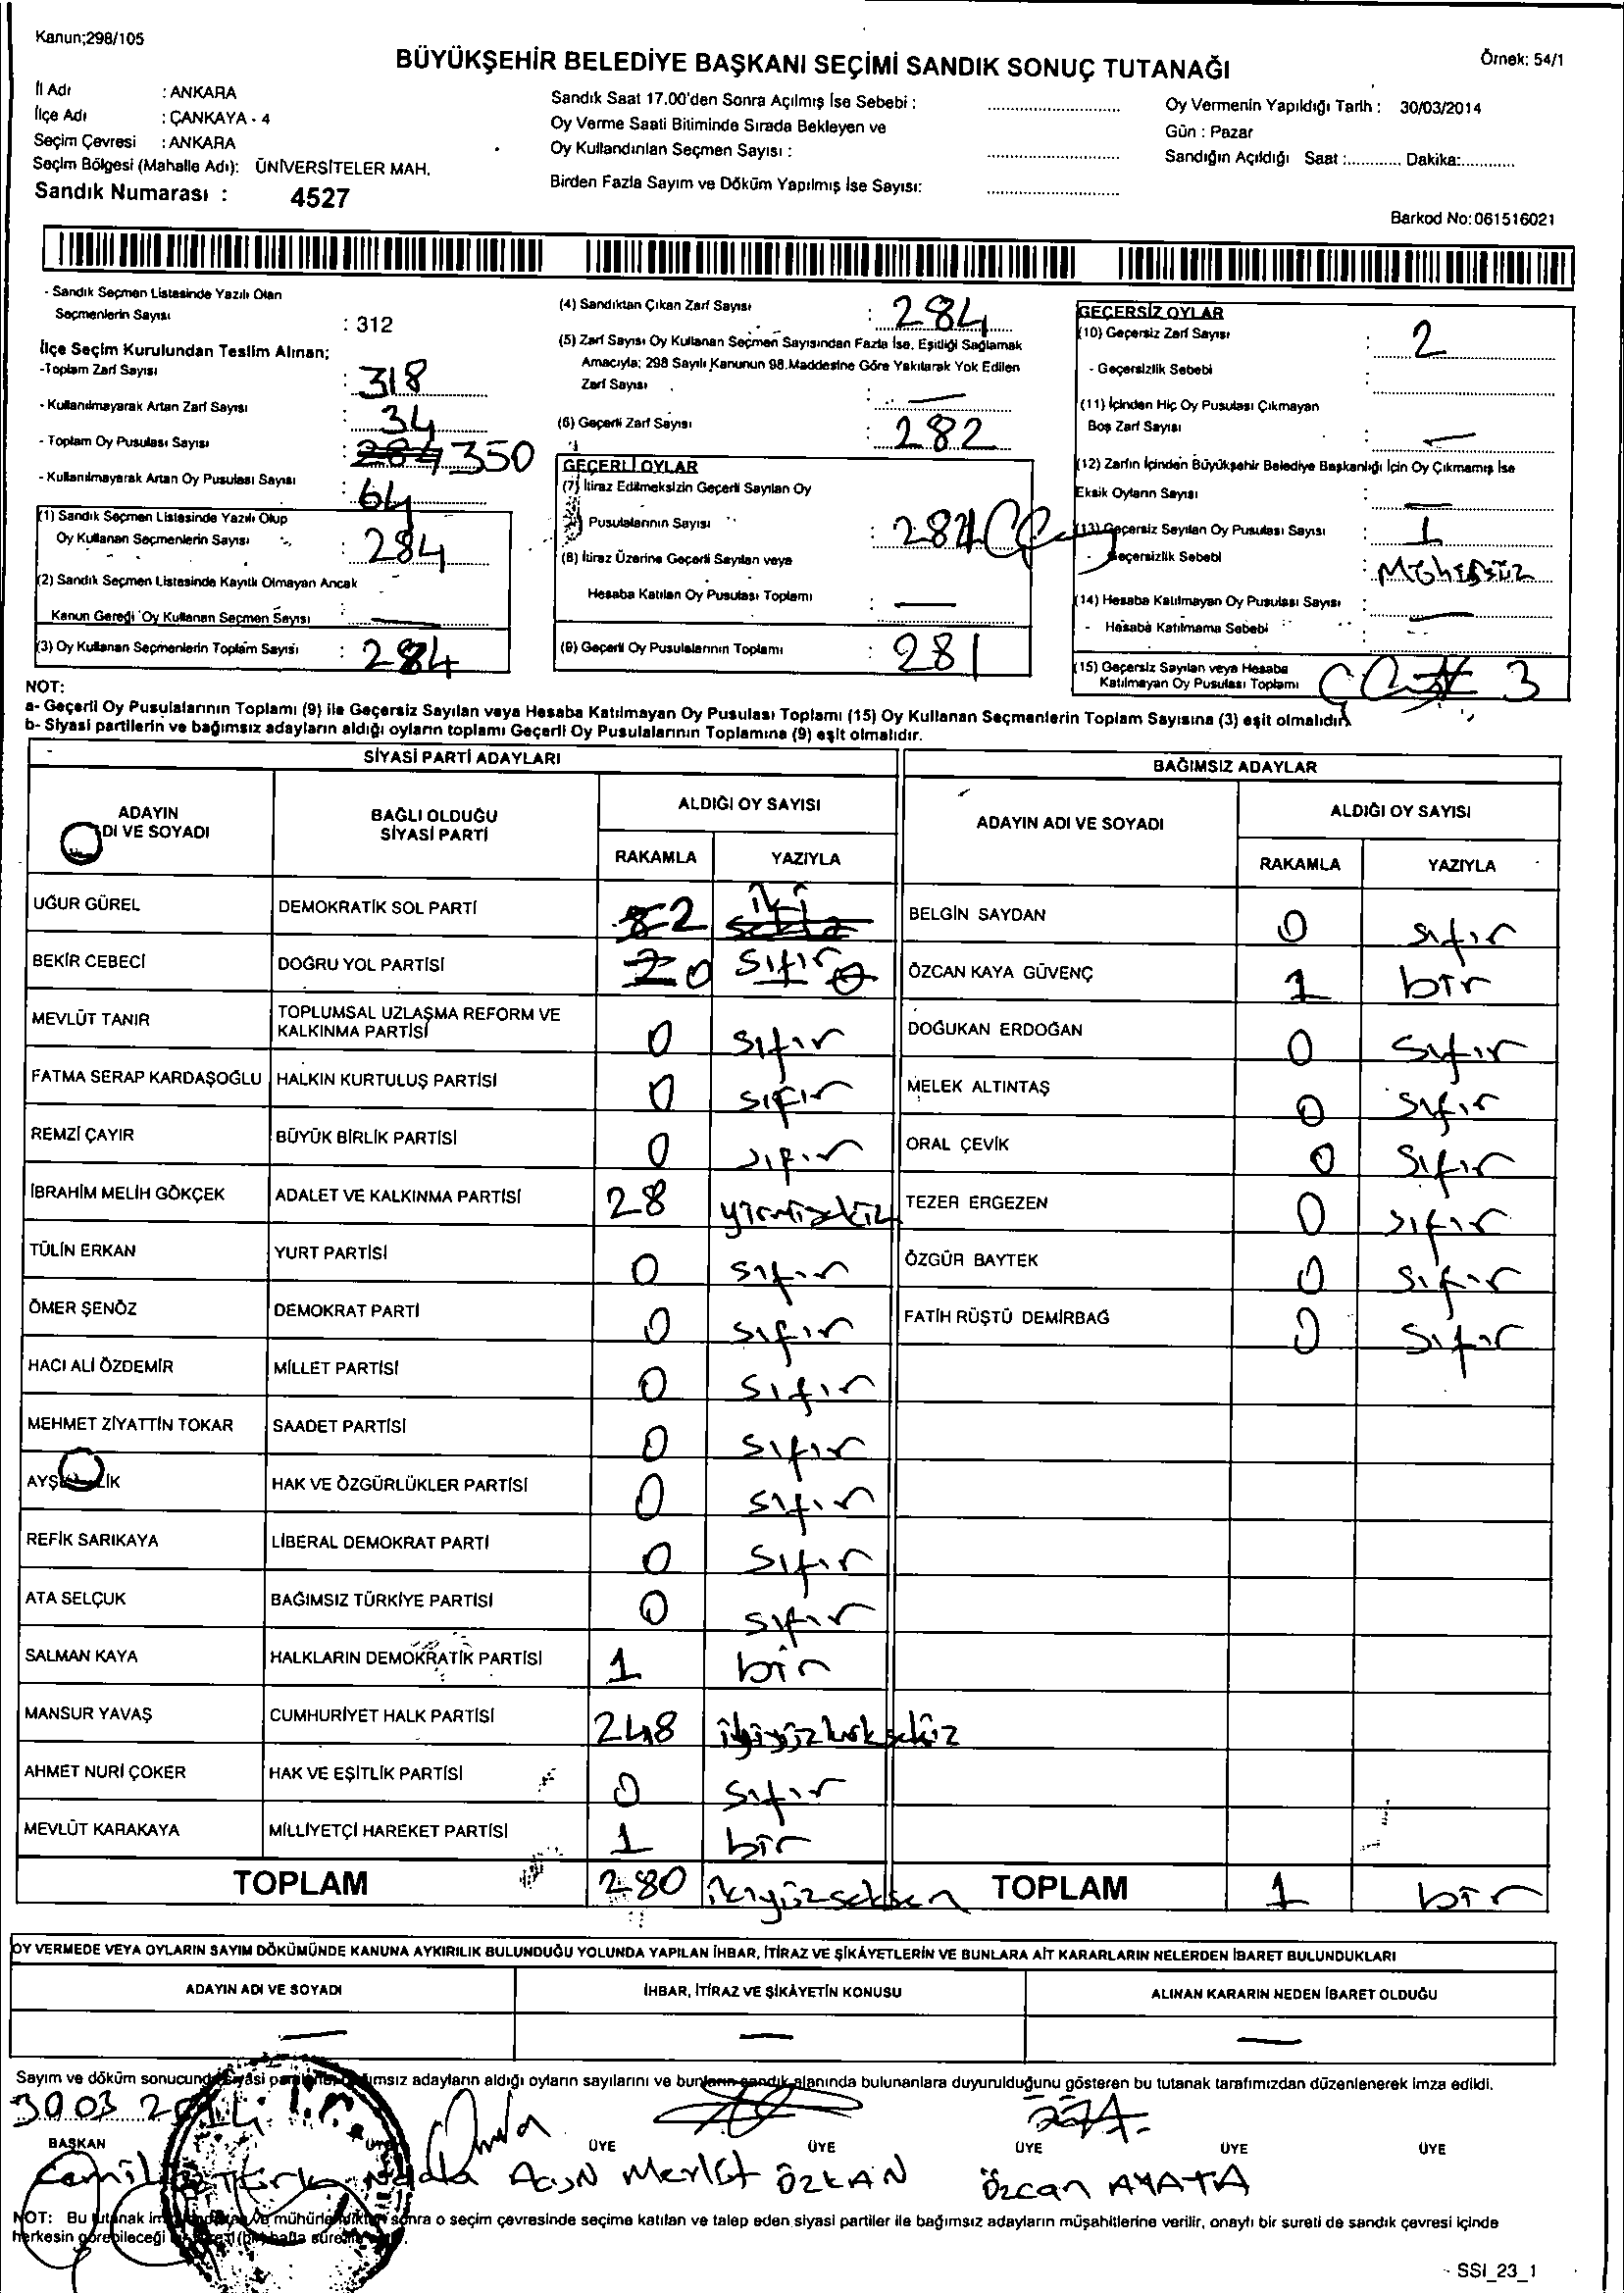 Kanun;298/105
BÜYÜKŞEHİR BELEDİYE BAŞKANI SEÇİMİ SANDIK SONUÇ TUTANAĞI
Örnek: 54/1
İl Adı : ANKARA
İlçe Adı : ÇANKAYA - 4
Seçim Çevresi : ANKARA
Seçim Bölgesi (Mahalle Adı): ÜNİVERSİTELER MAH.
Sandık Numarası : 4527
Sandık Saat 17.00'den Sonra Açılmış İse Sebebi :
Oy Verme Saati Bitiminde Sırada Bekleyen ve
Oy Kullandırılan Seçmen Sayısı :
Birden Fazla Sayım ve Döküm Yapılmış İse Sayısı:
Oy Vermenin Yapıldığı Tarih : 30/03/2014
Gün : Pazar
Sandığın Açıldığı Saat :............ Dakika:............
Barkod No: 061516021
- Sandık Seçmen Listesinde Yazılı Olan
Seçmenlerin Sayısı : 312
İlçe Seçim Kurulundan Teslim Alınan;
-Toplam Zarf Sayısı : 318
- Kullanılmayarak Artan Zarf Sayısı : 34
- Toplam Oy Pusulası Sayısı : 284 350
- Kullanılmayarak Artan Oy Pusulası Sayısı : 64
(1) Sandık Seçmen Listesinde Yazılı Olup
Oy Kullanan Seçmenlerin Sayısı : 284
(2) Sandık Seçmen Listesinde Kayıtlı Olmayan Ancak
Kanun Gereği Oy Kullanan Seçmen Sayısı : —
(3) Oy Kullanan Seçmenlerin Toplam Sayısı : 284
(4) Sandıktan Çıkan Zarf Sayısı : 284
(5) Zarf Sayısı Oy Kullanan Seçmen Sayısından Fazla İse, Eşitliği Sağlamak
Amacıyla; 298 Sayılı Kanunun 98.Maddesine Göre Yakılarak Yok Edilen
Zarf Sayısı : —
(6) Geçerli Zarf Sayısı : 282
GEÇERLİ OYLAR
(7) İtiraz Edilmeksizin Geçerli Sayılan Oy
Pusulalarının Sayısı :
(8) İtiraz Üzerine Geçerli Sayılan veya
Hesaba Katılan Oy Pusulası Toplamı : —
(9) Geçerli Oy Pusulalarının Toplamı : 281
GEÇERSİZ OYLAR
(10) Geçersiz Zarf Sayısı : 2
- Geçersizlik Sebebi :
(11) İçinden Hiç Oy Pusulası Çıkmayan
Boş Zarf Sayısı : —
(12) Zarfın İçinden Büyükşehir Belediye Başkanlığı İçin Oy Çıkmamış İse
Eksik Oyların Sayısı : —
(13) Geçersiz Sayılan Oy Pusulası Sayısı : 1
- Geçersizlik Sebebi : Mühürsüz
(14) Hesaba Katılmayan Oy Pusulası Sayısı : —
- Hesaba Katılmama Sebebi :
(15) Geçersiz Sayılan veya Hesaba
Katılmayan Oy Pusulası Toplamı 3
NOT:
a- Geçerli Oy Pusulalarının Toplamı (9) ile Geçersiz Sayılan veya Hesaba Katılmayan Oy Pusulası Toplamı (15) Oy Kullanan Seçmenlerin Toplam Sayısına (3) eşit olmalıdır.
b- Siyasi partilerin ve bağımsız adayların aldığı oyların toplamı Geçerli Oy Pusulalarının Toplamına (9) eşit olmalıdır.
SİYASİ PARTİ ADAYLARI
ADAYIN
ADI VE SOYADI
BAĞLI OLDUĞU
SİYASİ PARTİ
ALDIĞI OY SAYISI
RAKAMLA YAZIYLA
UĞUR GÜREL DEMOKRATİK SOL PARTİ 8 2 sekiz iki
BEKİR CEBECİ DOĞRU YOL PARTİSİ 2 0 sıfır
MEVLÜT TANIR TOPLUMSAL UZLAŞMA REFORM VE
KALKINMA PARTİSİ 0 sıfır
FATMA SERAP KARDAŞOĞLU HALKIN KURTULUŞ PARTİSİ 0 sıfır
REMZİ ÇAYIR BÜYÜK BİRLİK PARTİSİ 0 sıfır
İBRAHİM MELİH GÖKÇEK ADALET VE KALKINMA PARTİSİ 28 yirmisekiz
TÜLİN ERKAN YURT PARTİSİ 0 sıfır
ÖMER ŞENÖZ DEMOKRAT PARTİ 0 sıfır
HACI ALİ ÖZDEMİR MİLLET PARTİSİ 0 sıfır
MEHMET ZİYATTİN TOKAR SAADET PARTİSİ 0 sıfır
HAK VE ÖZGÜRLÜKLER PARTİSİ 0 sıfır
REFİK SARIKAYA LİBERAL DEMOKRAT PARTİ 0 sıfır
ATA SELÇUK BAĞIMSIZ TÜRKİYE PARTİSİ 0 sıfır
SALMAN KAYA HALKLARIN DEMOKRATİK PARTİSİ 1 bir
MANSUR YAVAŞ CUMHURİYET HALK PARTİSİ 248 ikiyüzkırksekiz
AHMET NURİ ÇOKER HAK VE EŞİTLİK PARTİSİ 0 sıfır
MEVLÜT KARAKAYA MİLLİYETÇİ HAREKET PARTİSİ 1 bir
TOPLAM 280 ikiyüzseksen
BAĞIMSIZ ADAYLAR
ADAYIN ADI VE SOYADI
ALDIĞI OY SAYISI
RAKAMLA YAZIYLA
BELGİN SAYDAN 0 sıfır
ÖZCAN KAYA GÜVENÇ 1 bir
DOĞUKAN ERDOĞAN 0 sıfır
MELEK ALTINTAŞ 0 sıfır
ORAL ÇEVİK 0 sıfır
TEZER ERGEZEN 0 sıfır
ÖZGÜR BAYTEK 0 sıfır
FATİH RÜŞTÜ DEMİRBAĞ 0 sıfır
TOPLAM 1 bir
OY VERMEDE VEYA OYLARIN SAYIM DÖKÜMÜNDE KANUNA AYKIRILIK BULUNDUĞU YOLUNDA YAPILAN İHBAR, İTİRAZ VE ŞİKÂYETLERİN VE BUNLARA AİT KARARLARIN NELERDEN İBARET BULUNDUKLARI
ADAYIN ADI VE SOYADI İHBAR, İTİRAZ VE ŞİKÂYETİN KONUSU ALINAN KARARIN NEDEN İBARET OLDUĞU
— — —
Sayım ve döküm sonucunda siyasi bağımsız adayların aldığı oyların sayılarını ve bunların sandık alanında bulunanlara duyurulduğunu gösteren bu tutanak tarafımızdan düzenlenerek imza edildi.
30 03 2014
BAŞKAN ÜYE ÜYE ÜYE ÜYE ÜYE ÜYE
ÖZKAN Özcan AYATA
NOT: Bu tutanak sonra o seçim çevresinde seçime katılan ve talep eden siyasi partiler ile bağımsız adayların müşahitlerine verilir, onaylı bir sureti de sandık çevresi içinde
herkesin görebileceği
SSI_23_1